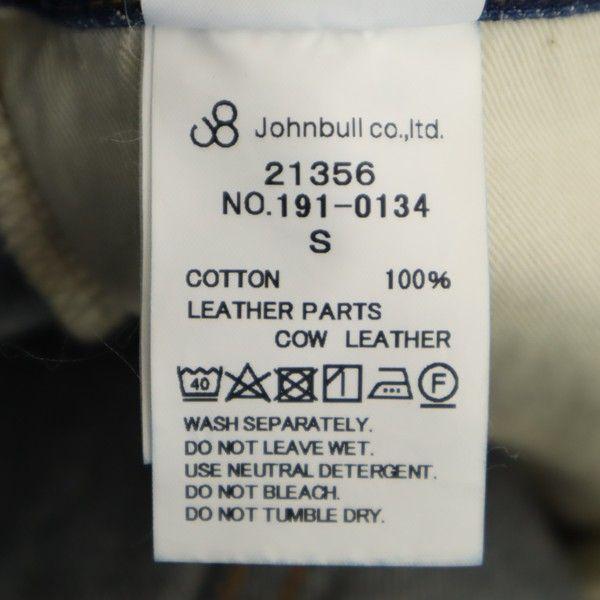 Johnbull co.,ltd.
21356
NO.191-0134
S
COTTON 100%
LEATHER PARTS
COW LEATHER
40 F
WASH SEPARATELY.
DO NOT LEAVE WET.
USE NEUTRAL DETERGENT.
DO NOT BLEACH.
DO NOT TUMBLE DRY.